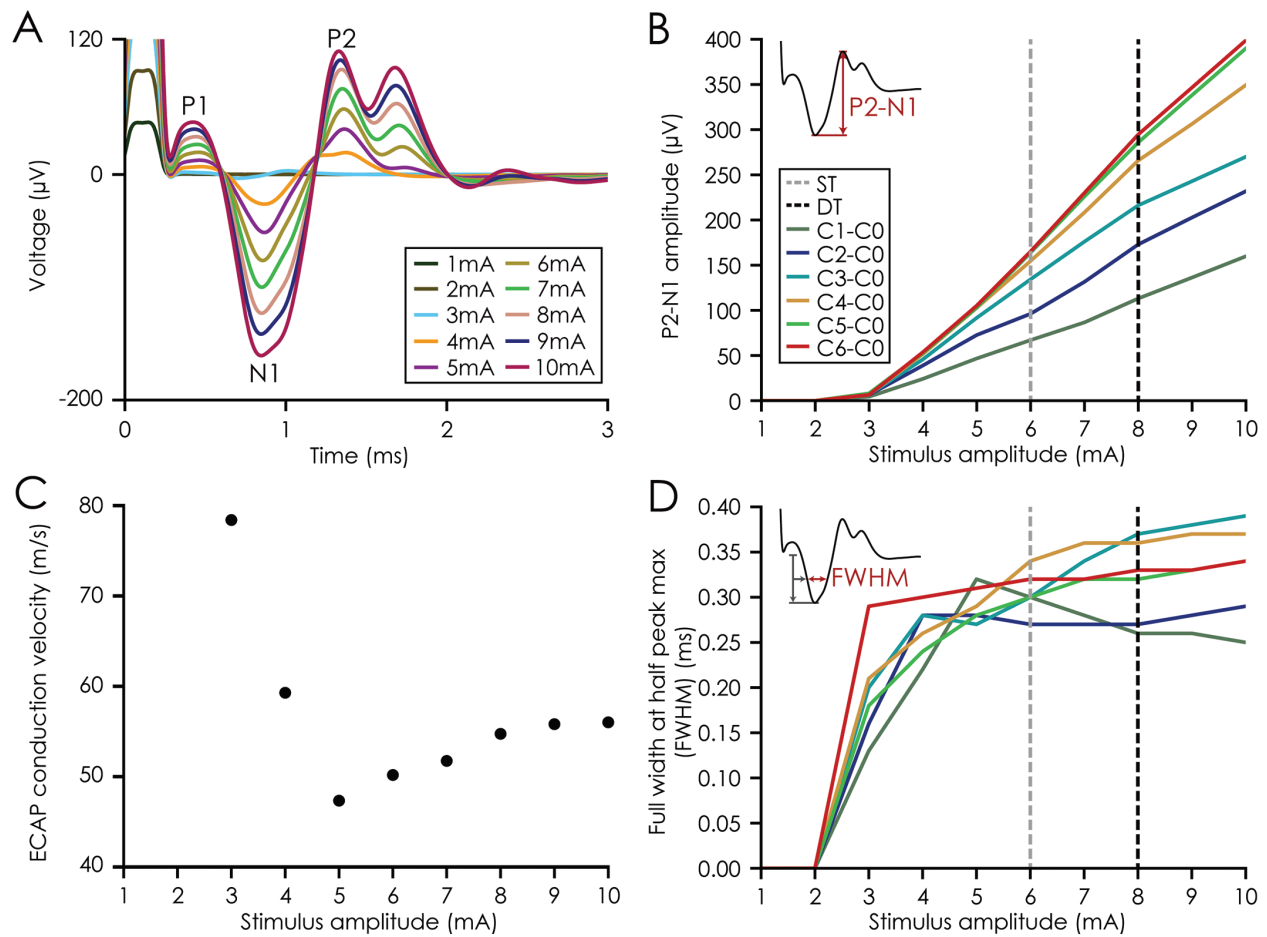 A
120
0
-200
Voltage (µV)
P1
P2
N1
1mA
2mA
3mA
4mA
5mA
6mA
7mA
8mA
9mA
10mA
0 1 2 3
Time (ms)
B
400
350
300
250
200
150
100
50
0
P2-N1 amplitude (µV)
P2-N1
ST
DT
C1-C0
C2-C0
C3-C0
C4-C0
C5-C0
C6-C0
1 2 3 4 5 6 7 8 9 10
Stimulus amplitude (mA)
C
80
70
60
50
40
ECAP conduction velocity (m/s)
1 2 3 4 5 6 7 8 9 10
Stimulus amplitude (mA)
D
0.40
0.35
0.30
0.25
0.20
0.15
0.10
0.05
0.00
Full width at half peak max
(FWHM) (ms)
FWHM
1 2 3 4 5 6 7 8 9 10
Stimulus amplitude (mA)